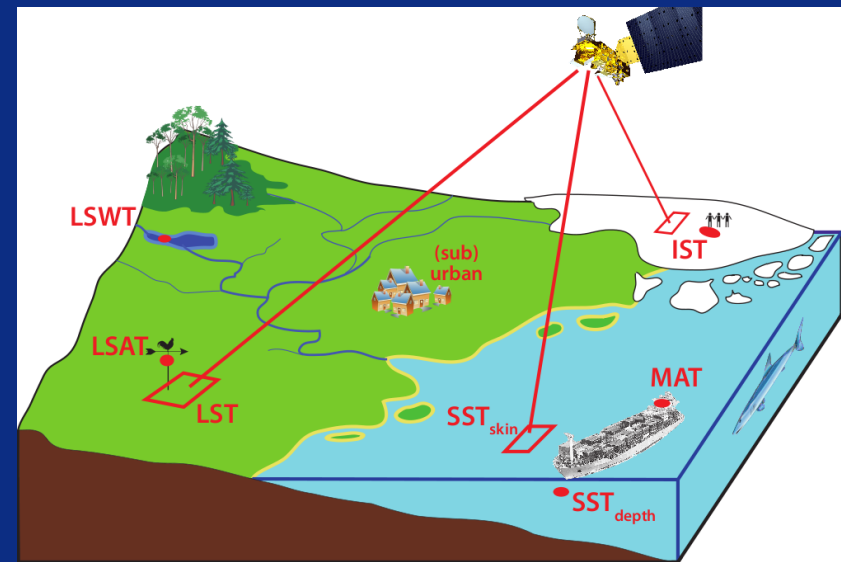 LSWT
(sub)
urban
IST
LSAT
LST
MAT
SST skin
SST depth